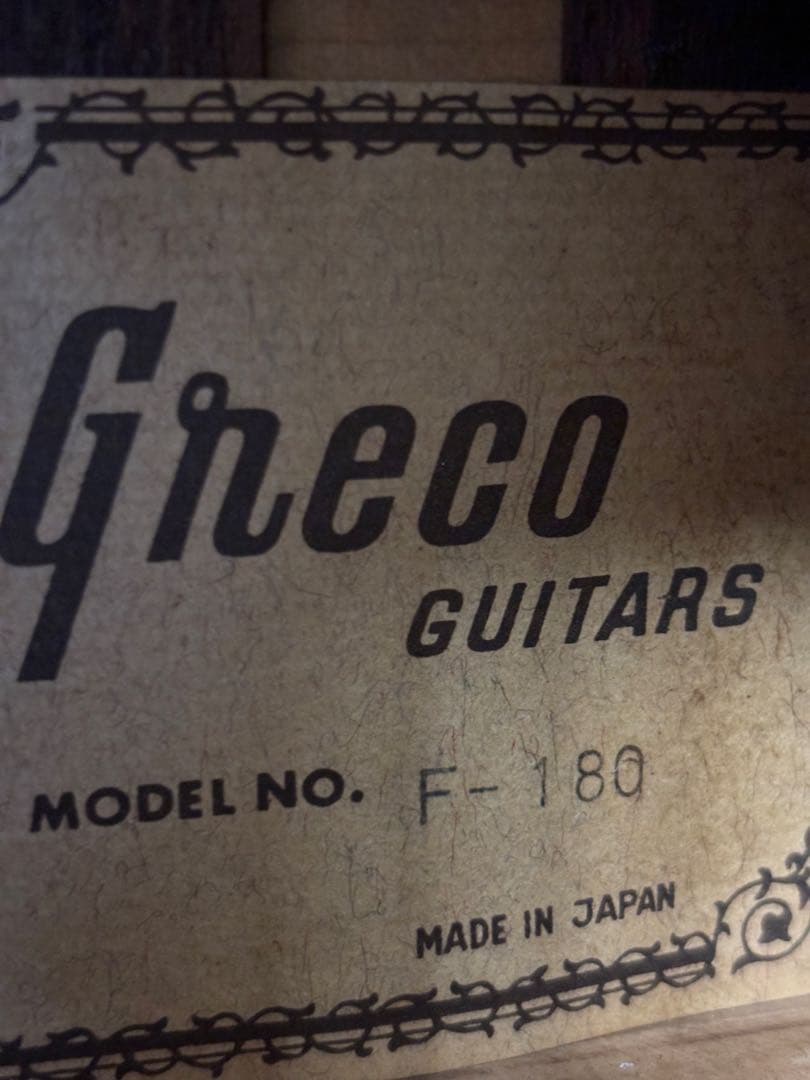 Greco
GUITARS
MODEL NO. F-180
MADE IN JAPAN